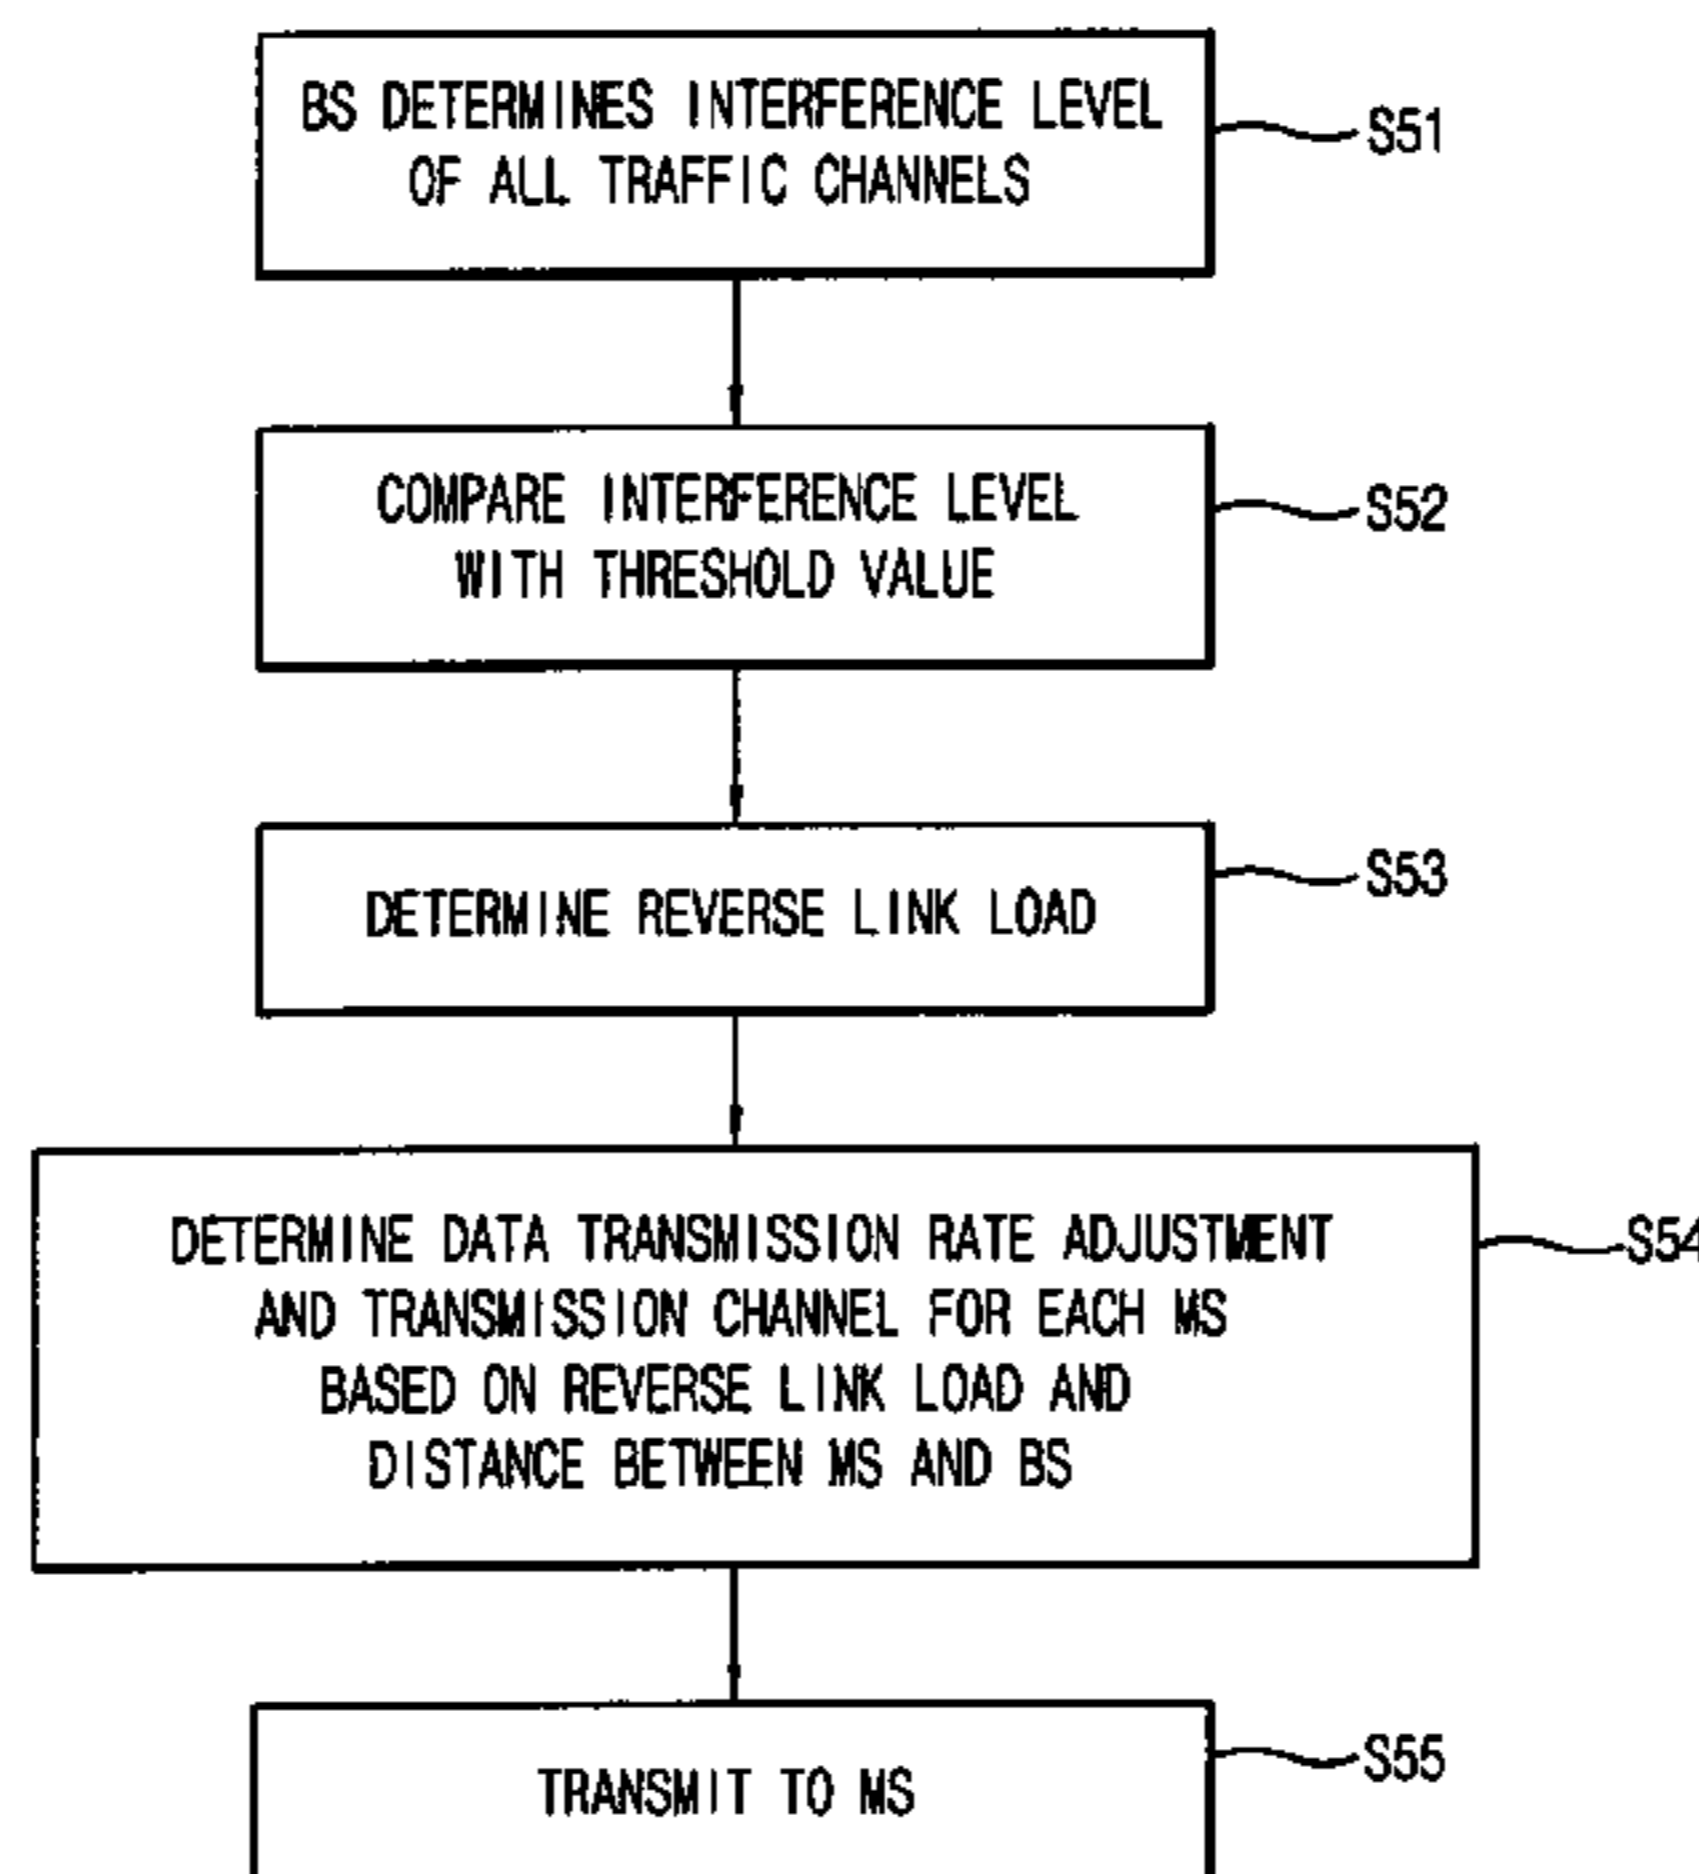 BS DETERMINES INTERFERENCE LEVEL
OF ALL TRAFFIC CHANNELS
S51
COMPARE INTERFERENCE LEVEL
WITH THRESHOLD VALUE
S52
DETERMINE REVERSE LINK LOAD
S53
DETERMINE DATA TRANSMISSION RATE ADJUSTMENT
AND TRANSMISSION CHANNEL FOR EACH MS
BASED ON REVERSE LINK LOAD AND
DISTANCE BETWEEN MS AND BS
S54
TRANSMIT TO MS
S55